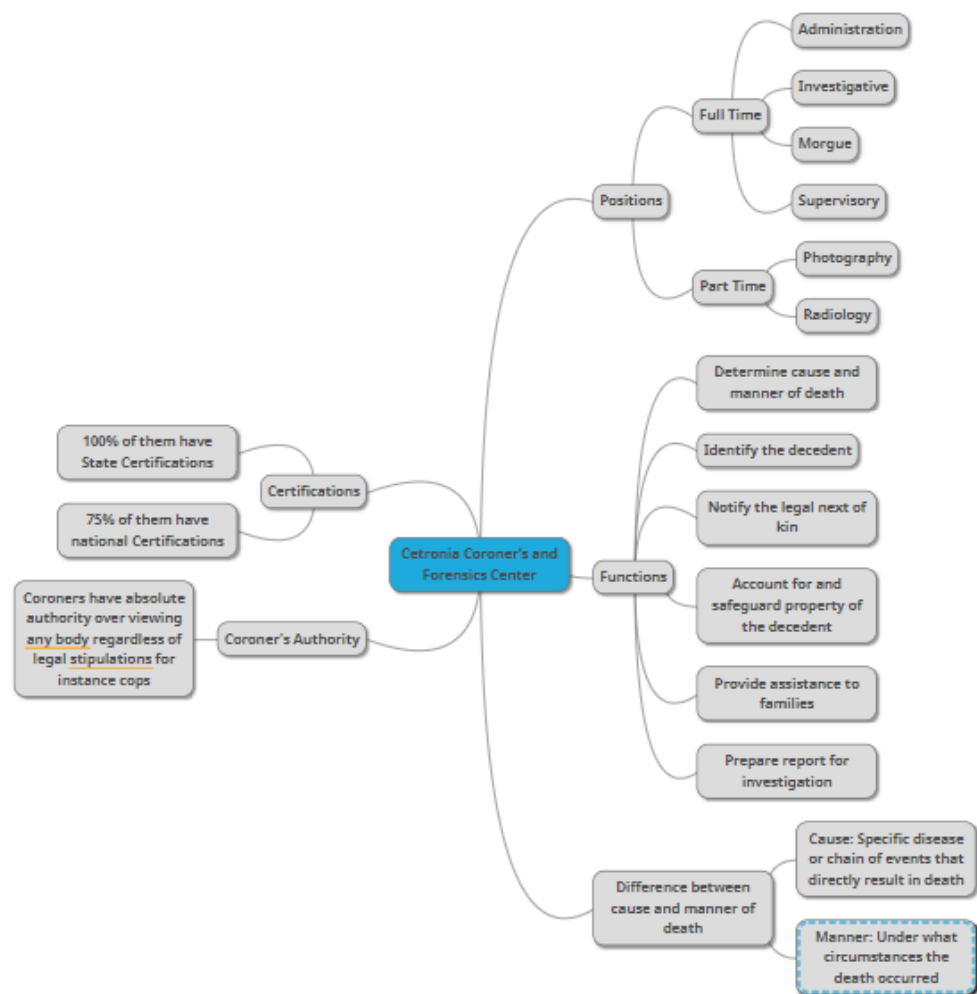 Administration
Investigative
Full Time
Morgue
Positions
Supervisory
Photography
Part Time
Radiology
Determine cause and
manner of death
Identify the decedent
Notify the legal next of
kin
Functions
Account for and
safeguard property of
the decedent
Provide assistance to
families
Prepare report for
investigation
Cause: Specific disease
or chain of events that
directly result in death
Difference between
cause and manner of
death
Manner: Under what
circumstances the
death occurred
Cetronia Coroner's and
Forensics Center
100% of them have
State Certifications
Certifications
75% of them have
national Certifications
Coroners have absolute
authority over viewing
any body regardless of
legal stipulations for
instance cops
Coroner's Authority